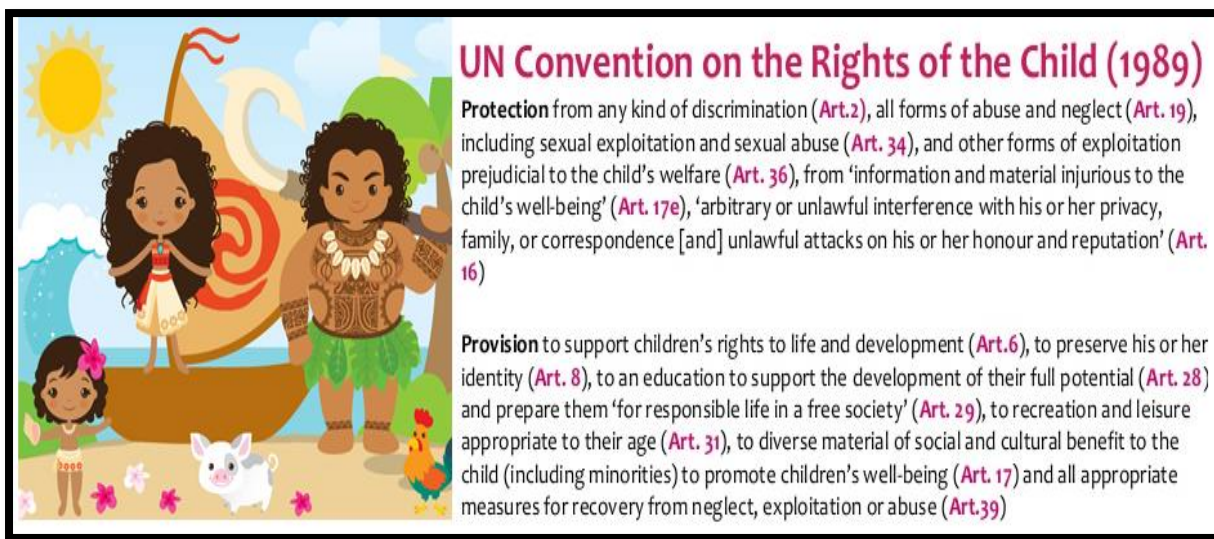 UN Convention on the Rights of the Child (1989)
Protection from any kind of discrimination (Art.2), all forms of abuse and neglect (Art. 19),
including sexual exploitation and sexual abuse (Art. 34), and other forms of exploitation
prejudicial to the child’s welfare (Art. 36), from ‘information and material injurious to the
child’s well-being’ (Art. 17e), ‘arbitrary or unlawful interference with his or her privacy,
family, or correspondence [and] unlawful attacks on his or her honour and reputation’ (Art.
16)
Provision to support children’s rights to life and development (Art.6), to preserve his or her
identity (Art. 8), to an education to support the development of their full potential (Art. 28)
and prepare them ‘for responsible life in a free society’ (Art. 29), to recreation and leisure
appropriate to their age (Art. 31), to diverse material of social and cultural benefit to the
child (including minorities) to promote children’s well-being (Art. 17) and all appropriate
measures for recovery from neglect, exploitation or abuse (Art.39)